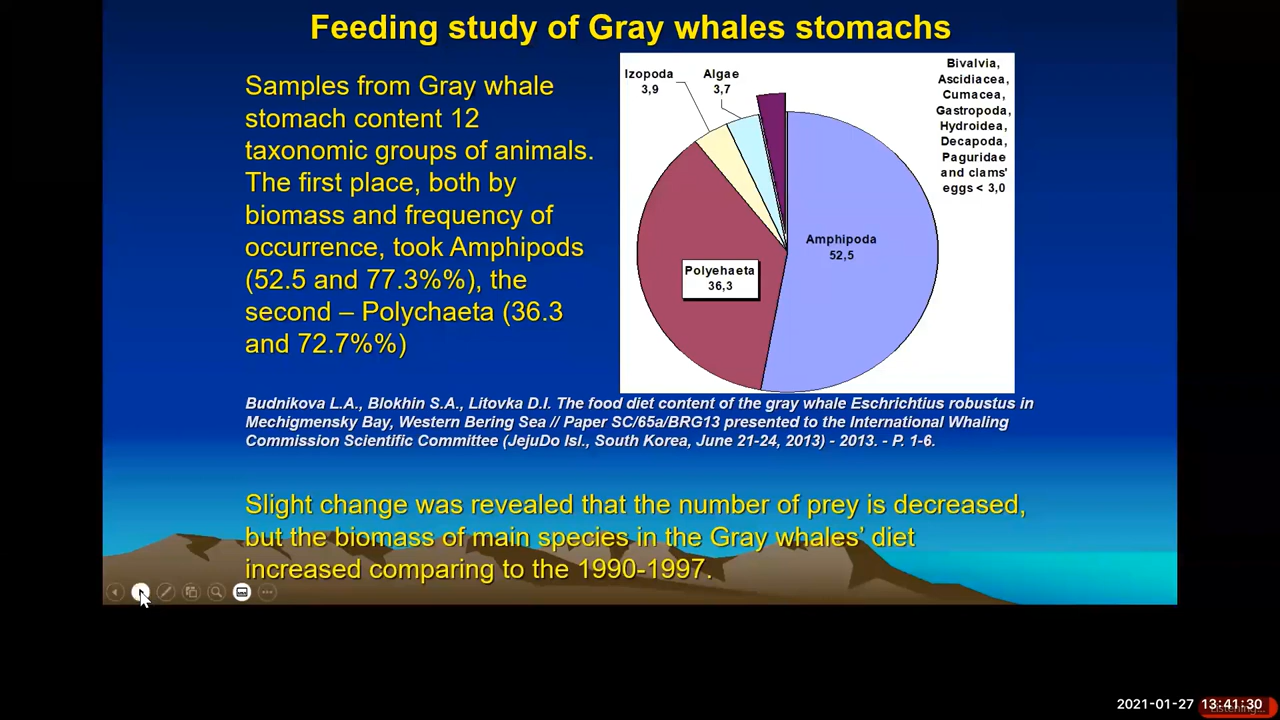 Feeding study of Gray whales stomachs
Samples from Gray whale
stomach content 12
taxonomic groups of animals.
The first place, both by
biomass and frequency of
occurrence, took Amphipods
(52.5 and 77.3%%), the
second – Polychaeta (36.3
and 72.7%%)
Izopoda
3,9
Algae
3,7
Bivalvia,
Ascidiacea,
Cumacea,
Gastropoda,
Hydroidea,
Decapoda,
Paguridae
and clams'
eggs < 3,0
Amphipoda
52,5
Polyehaeta
36,3
Budnikova L.A., Blokhin S.A., Litovka D.I. The food diet content of the gray whale Eschrichtius robustus in
Mechigmensky Bay, Western Bering Sea // Paper SC/65a/BRG13 presented to the International Whaling
Commission Scientific Committee (JejuDo Isl., South Korea, June 21-24, 2013) - 2013. - P. 1-6.
Slight change was revealed that the number of prey is decreased,
but the biomass of main species in the Gray whales’ diet
increased comparing to the 1990-1997.
2021-01-27 13:41:30
Listening...